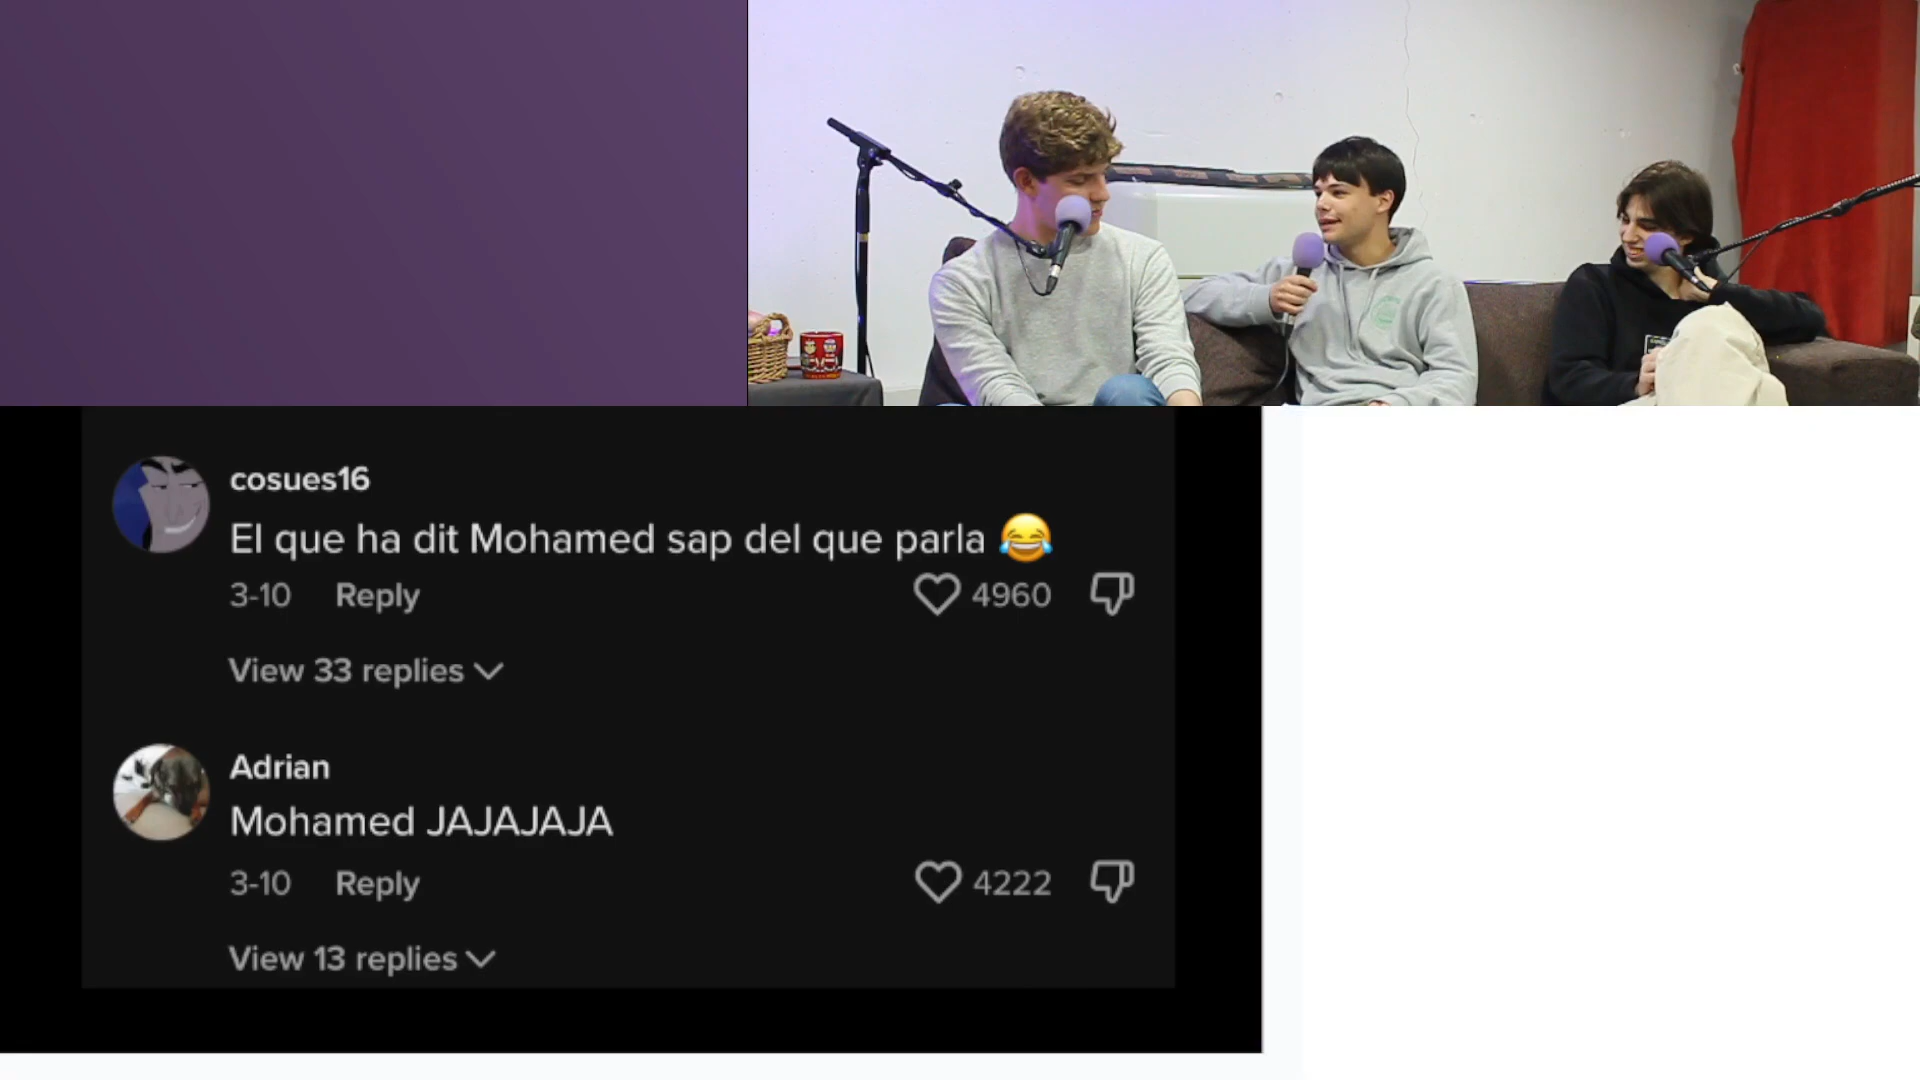 cosues16
El que ha dit Mohamed sap del que parla 😂
3-10 Reply 4960
View 33 replies
Adrian
Mohamed JAJAJAJA
3-10 Reply 4222
View 13 replies